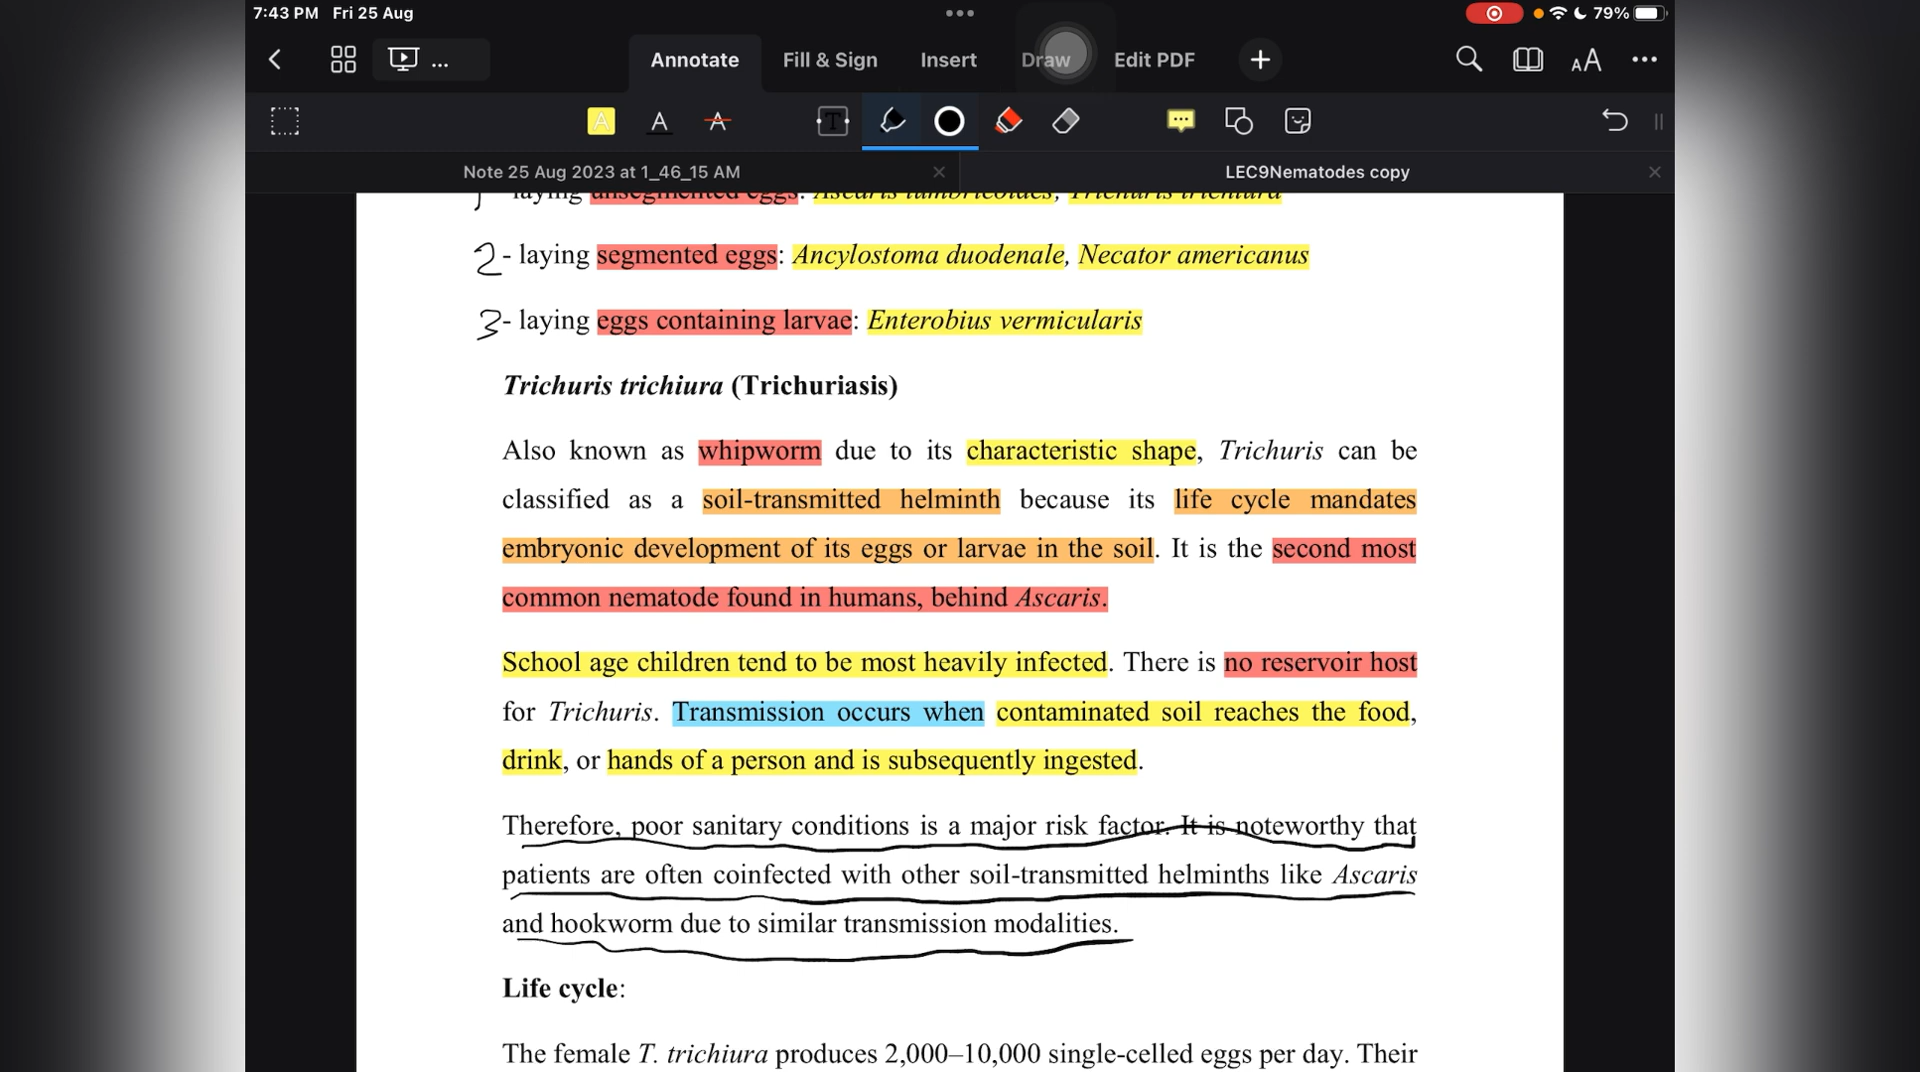 7:43 PM Fri 25 Aug
79%
...
Annotate
Fill & Sign
Insert
Draw
Edit PDF
AA
A A A T
Note 25 Aug 2023 at 1_46_15 AM
LEC9Nematodes copy
laying unsegmented eggs: Ascaris lumbricoides, Trichuris trichiura
2- laying segmented eggs: Ancylostoma duodenale, Necator americanus
3- laying eggs containing larvae: Enterobius vermicularis
Trichuris trichiura (Trichuriasis)
Also known as whipworm due to its characteristic shape, Trichuris can be
classified as a soil-transmitted helminth because its life cycle mandates
embryonic development of its eggs or larvae in the soil. It is the second most
common nematode found in humans, behind Ascaris.
School age children tend to be most heavily infected. There is no reservoir host
for Trichuris. Transmission occurs when contaminated soil reaches the food,
drink, or hands of a person and is subsequently ingested.
Therefore, poor sanitary conditions is a major risk factor. It is noteworthy that
patients are often coinfected with other soil-transmitted helminths like Ascaris
and hookworm due to similar transmission modalities.
Life cycle:
The female T. trichiura produces 2,000–10,000 single-celled eggs per day. Their